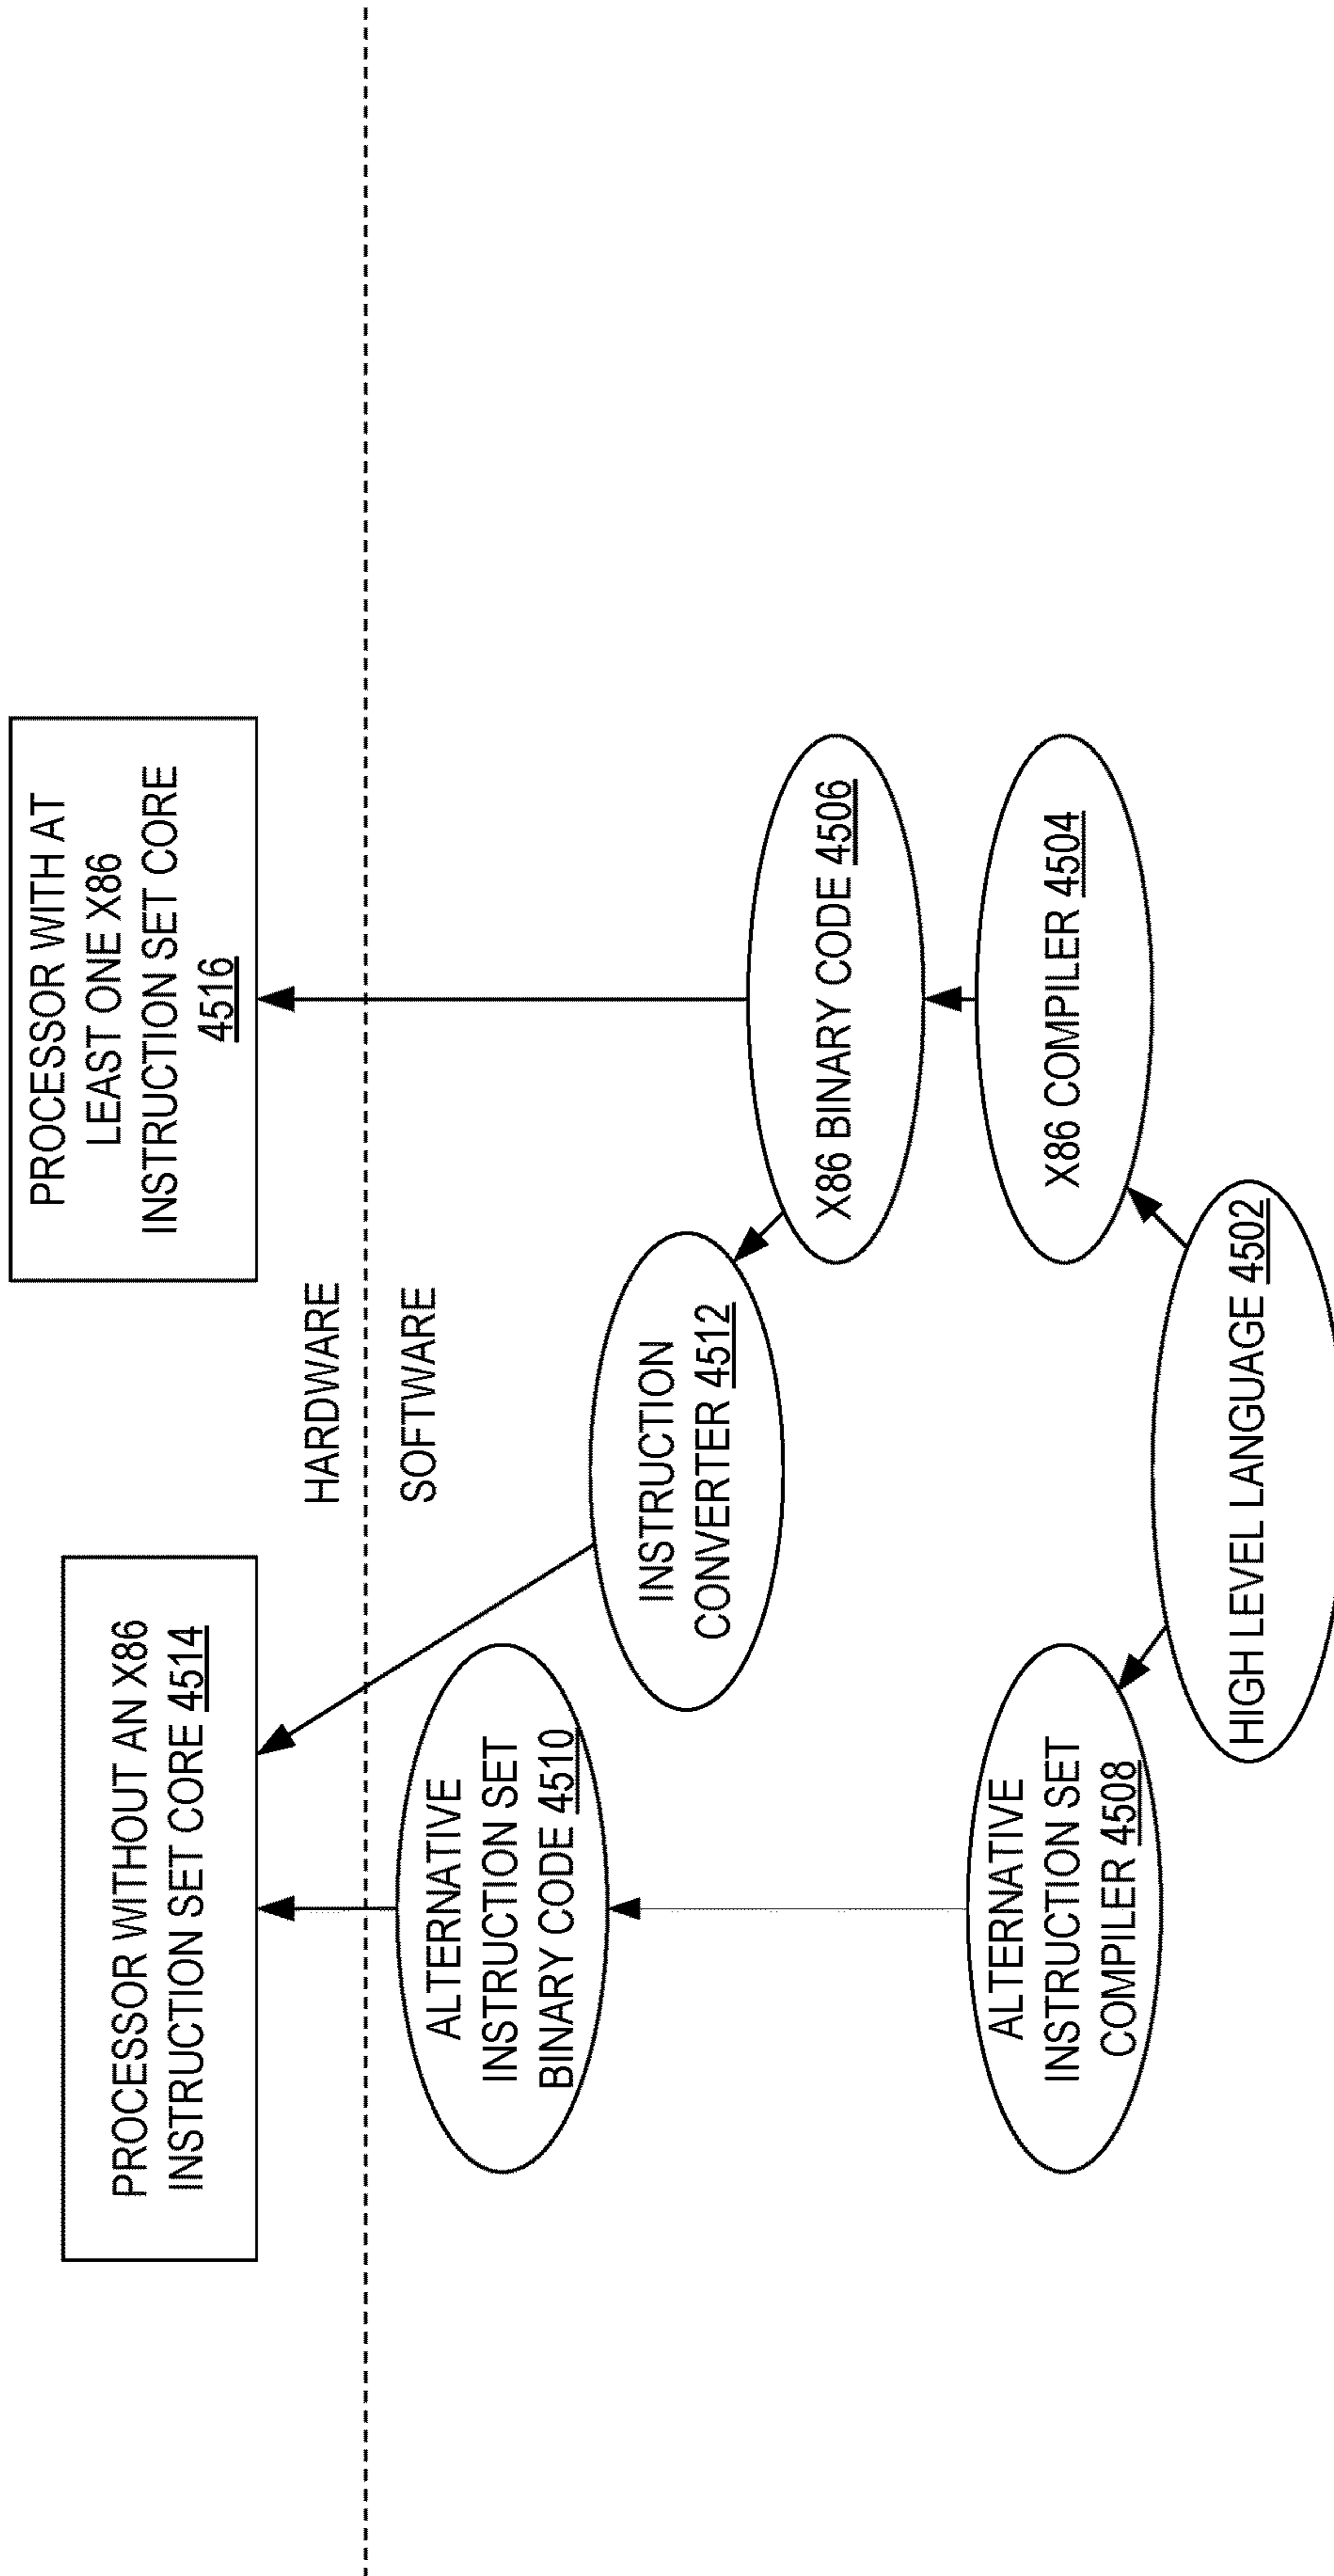 PROCESSOR WITHOUT AN X86
INSTRUCTION SET CORE 4514
PROCESSOR WITH AT
LEAST ONE X86
INSTRUCTION SET CORE
4516
HARDWARE
SOFTWARE
ALTERNATIVE
INSTRUCTION SET
BINARY CODE 4510
INSTRUCTION
CONVERTER 4512
X86 BINARY CODE 4506
ALTERNATIVE
INSTRUCTION SET
COMPILER 4508
X86 COMPILER 4504
HIGH LEVEL LANGUAGE 4502